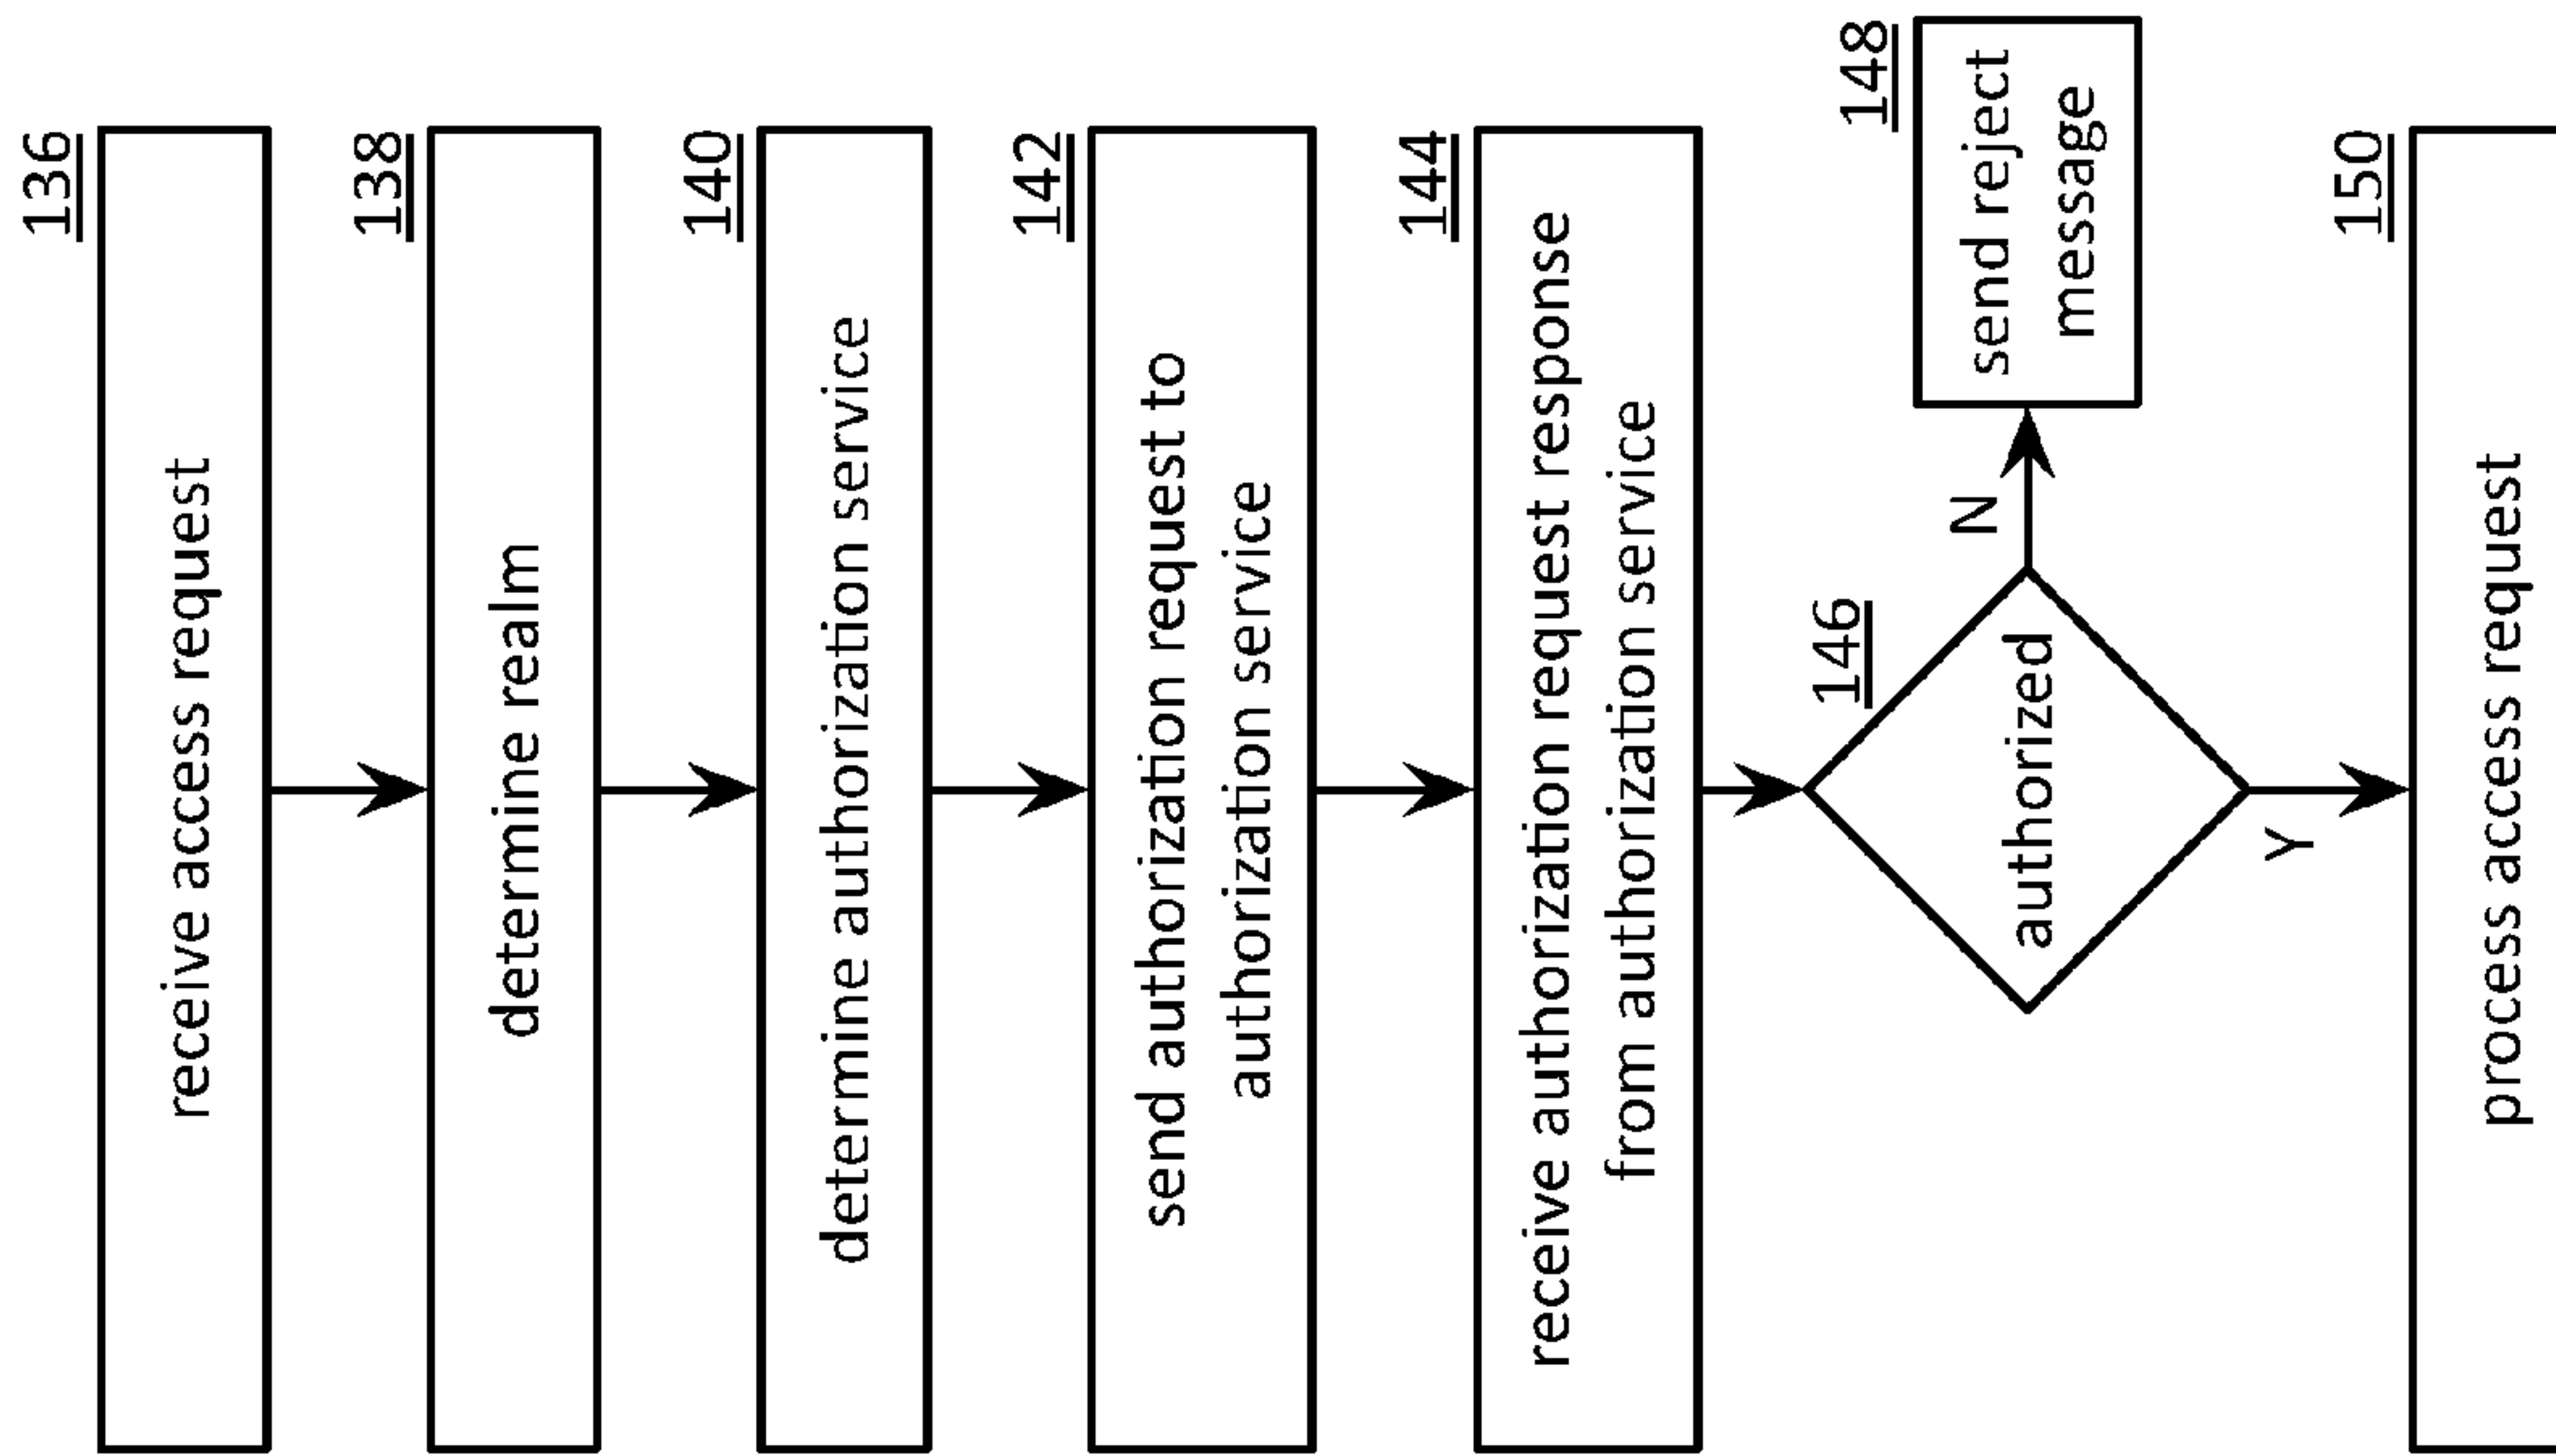 136
receive access request
138
determine realm
140
determine authorization service
142
send authorization request to
authorization service
144
receive authorization request response
from authorization service
146
authorized
N
148
send reject
message
Y
150
process access request